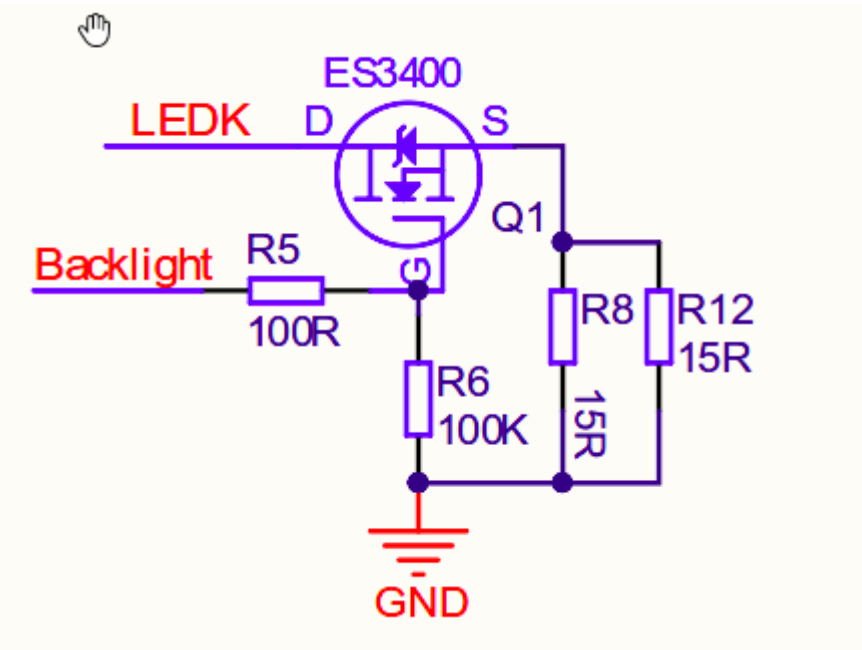 ES3400
LEDK
D
S
Q1
Backlight
R5
100R
G
R6
100K
R8
15R
R12
15R
GND